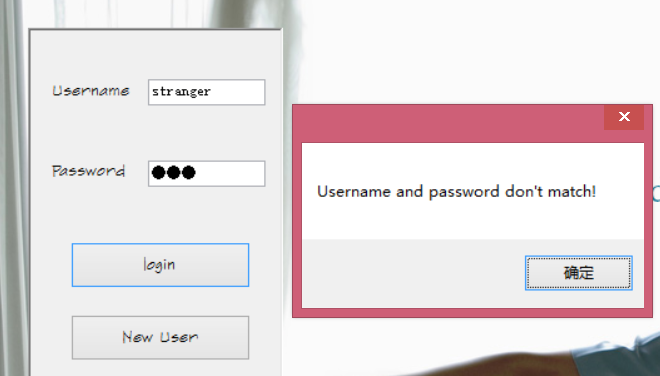 Username
stranger
Password
login
New User
Username and password don't match!
确定